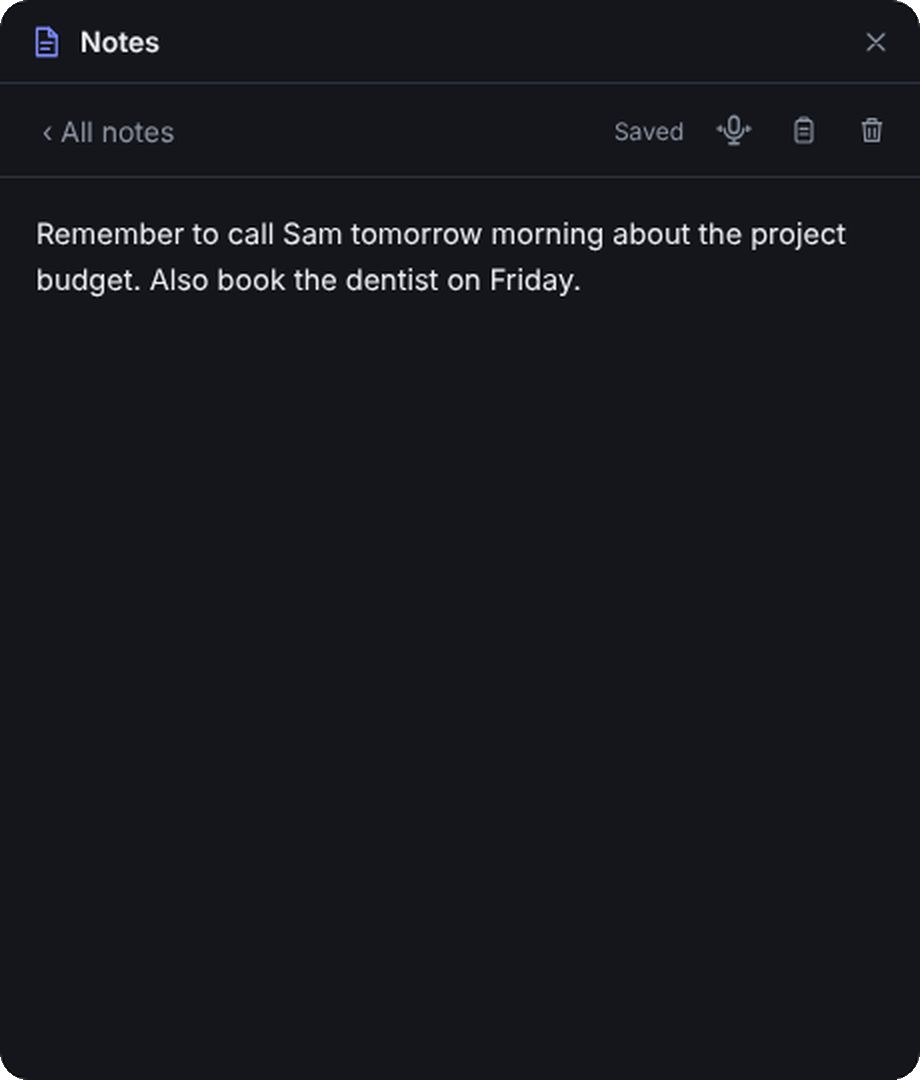 Notes
‹ All notes
Saved
Remember to call Sam tomorrow morning about the project
budget. Also book the dentist on Friday.